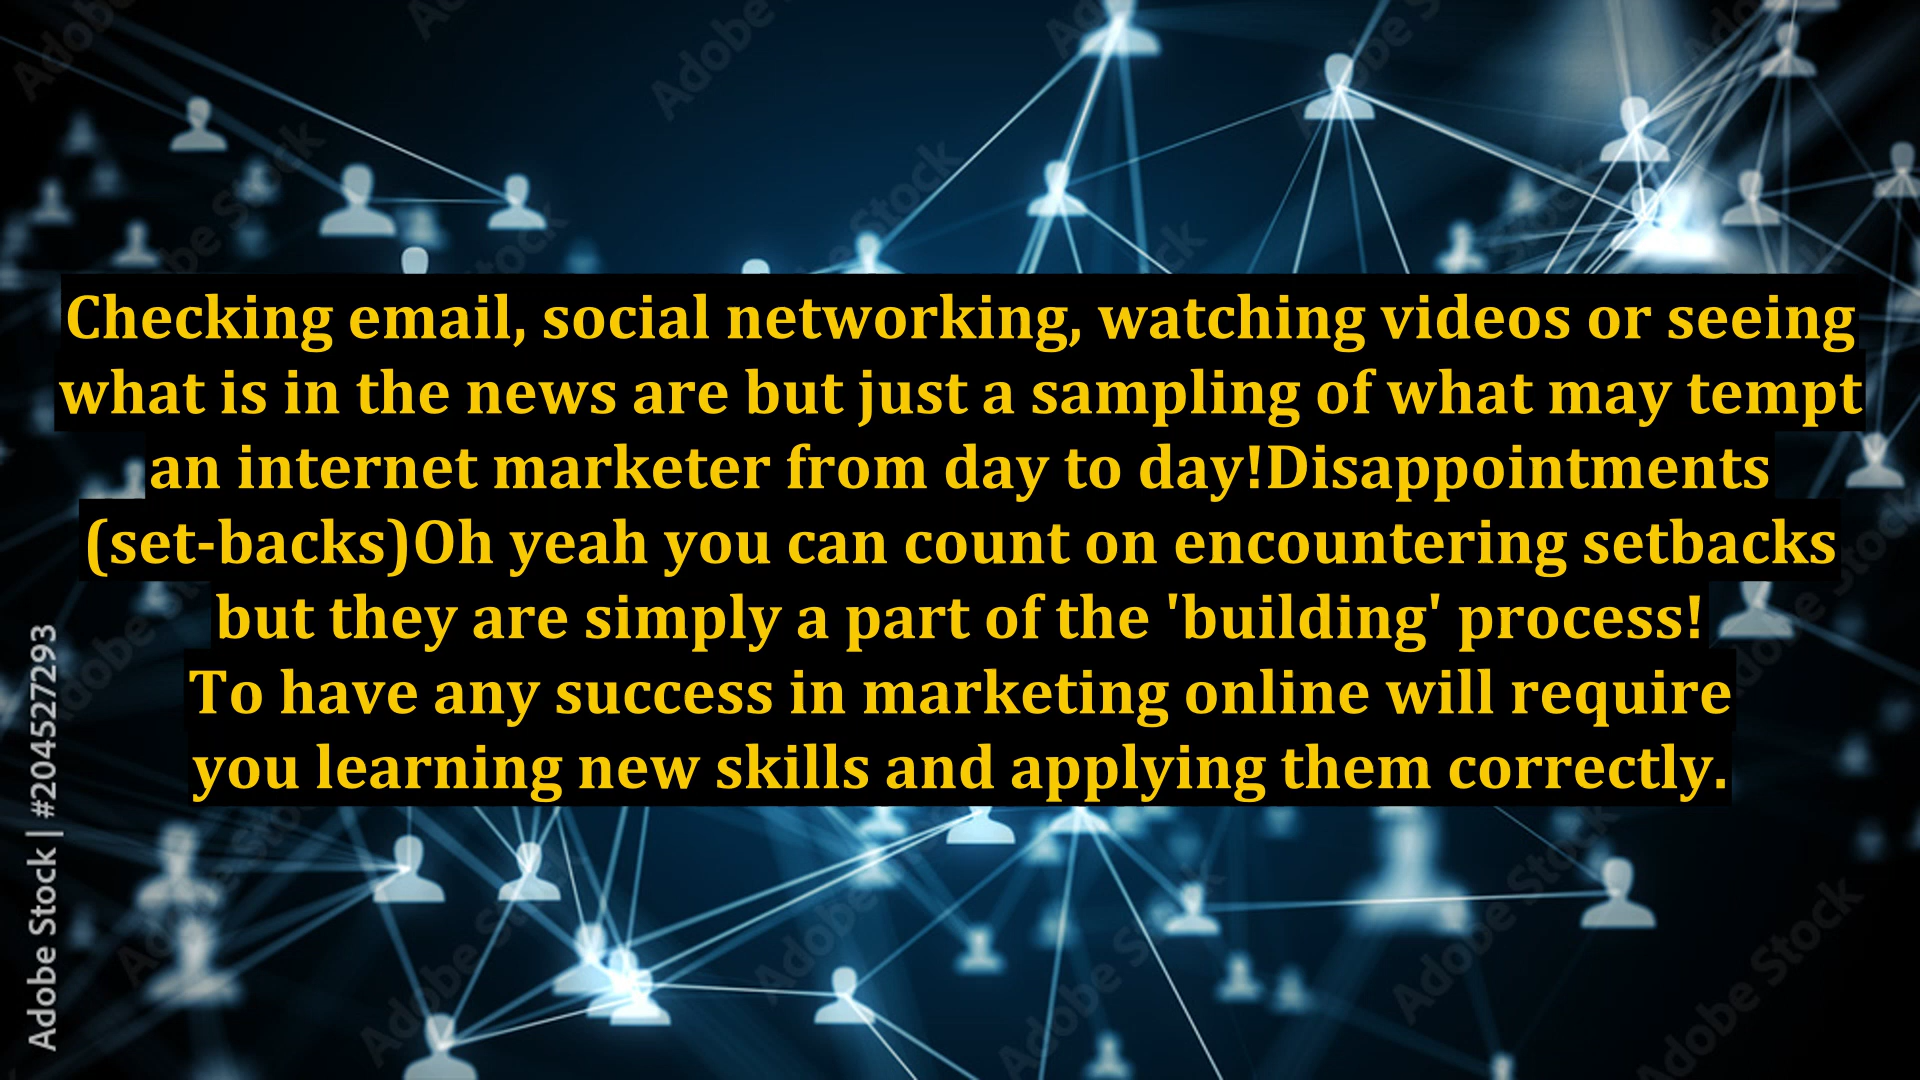 Checking email, social networking, watching videos or seeing
what is in the news are but just a sampling of what may tempt
an internet marketer from day to day!Disappointments
(set-backs)Oh yeah you can count on encountering setbacks
but they are simply a part of the 'building' process!
To have any success in marketing online will require
you learning new skills and applying them correctly.
Adobe Stock | #204527293